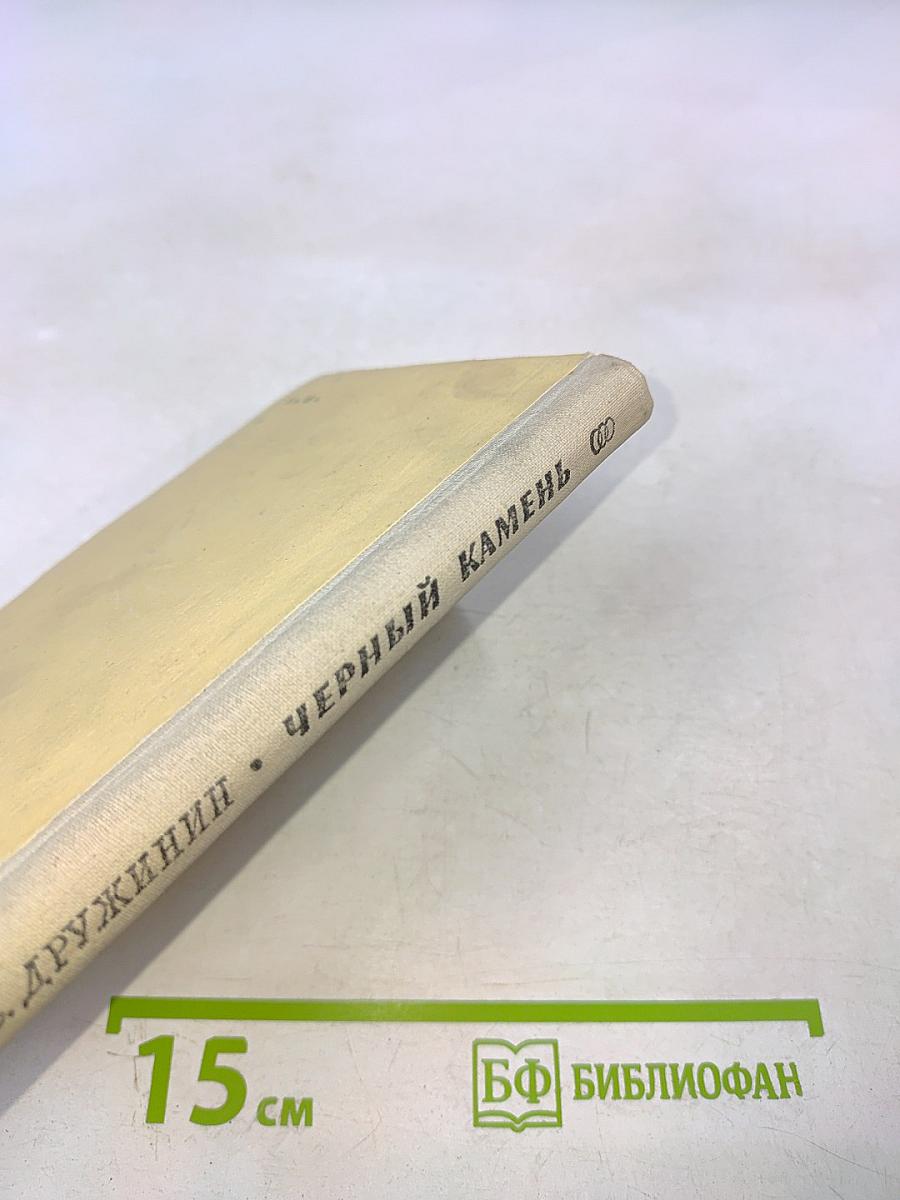 . ДРУЖИНИН • ЧЕРНЫЙ КАМЕНЬ
15 см
БФ БИБЛИОФАН